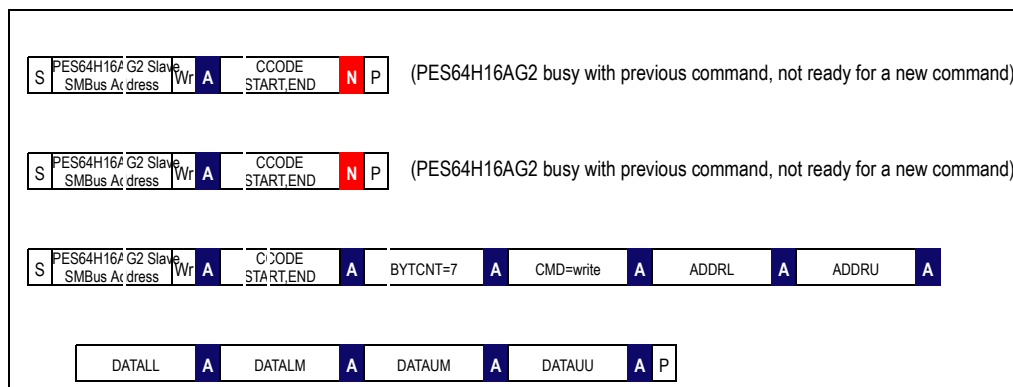 S PES64H16AG2 Slave SMBus Address Wr A CCODE START,END N P (PES64H16AG2 busy with previous command, not ready for a new command)
S PES64H16AG2 Slave SMBus Address Wr A CCODE START,END N P (PES64H16AG2 busy with previous command, not ready for a new command)
S PES64H16AG2 Slave SMBus Address Wr A CCODE START,END A BYTCNT=7 A CMD=write A ADDRL A ADDRU A
DATALL A DATALM A DATAUM A DATAUU A P